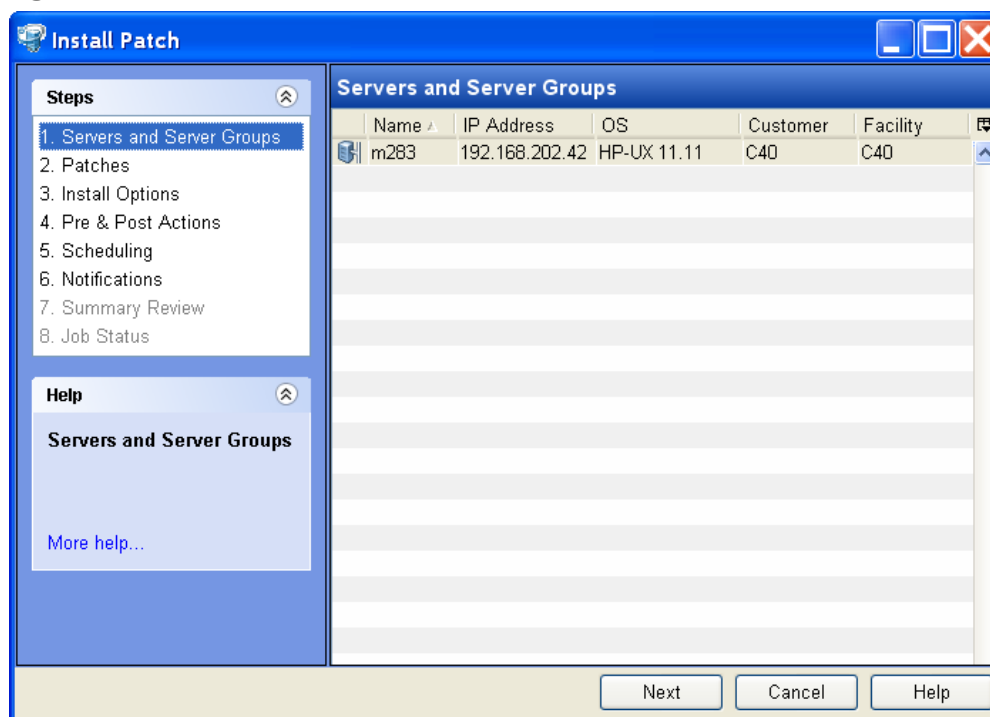 Install Patch
Steps
1. Servers and Server Groups
2. Patches
3. Install Options
4. Pre & Post Actions
5. Scheduling
6. Notifications
7. Summary Review
8. Job Status
Help
Servers and Server Groups
More help...
Servers and Server Groups
Name IP Address OS Customer Facility
m283 192.168.202.42 HP-UX 11.11 C40 C40
Next Cancel Help